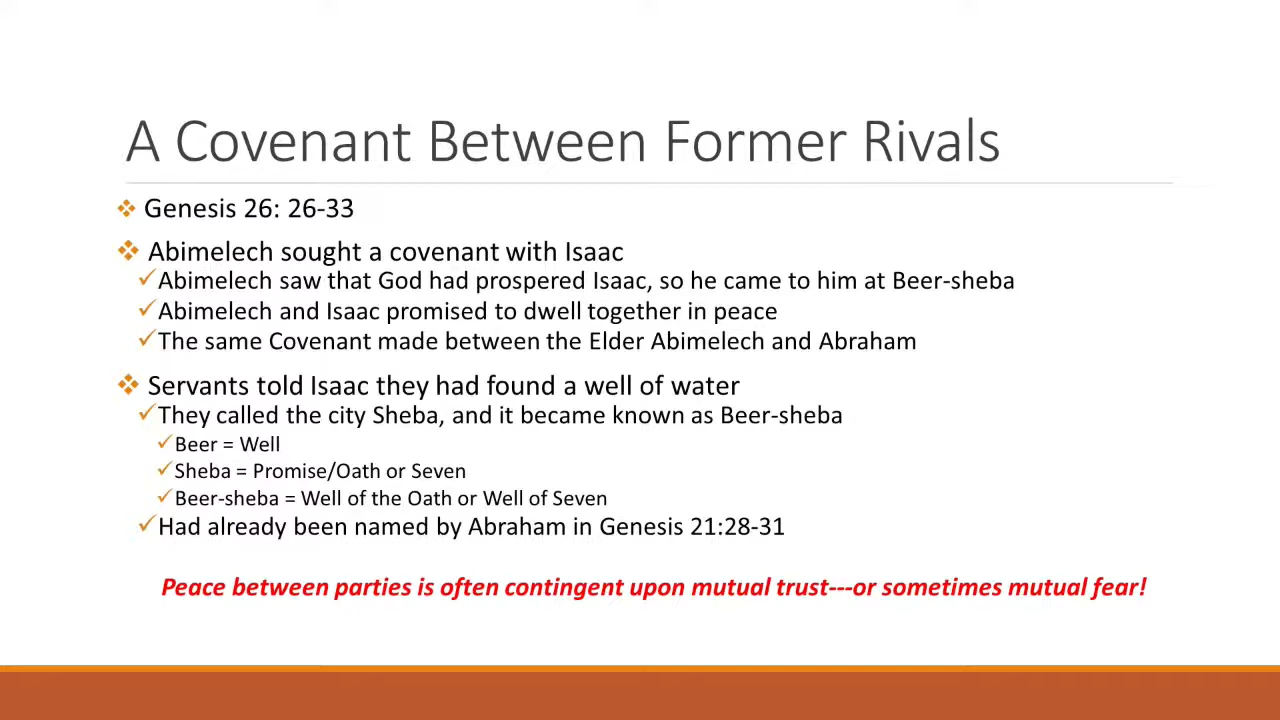 A Covenant Between Former Rivals
Genesis 26: 26-33
Abimelech sought a covenant with Isaac
Abimelech saw that God had prospered Isaac, so he came to him at Beer-sheba
Abimelech and Isaac promised to dwell together in peace
The same Covenant made between the Elder Abimelech and Abraham
Servants told Isaac they had found a well of water
They called the city Sheba, and it became known as Beer-sheba
Beer = Well
Sheba = Promise/Oath or Seven
Beer-sheba = Well of the Oath or Well of Seven
Had already been named by Abraham in Genesis 21:28-31
Peace between parties is often contingent upon mutual trust---or sometimes mutual fear!